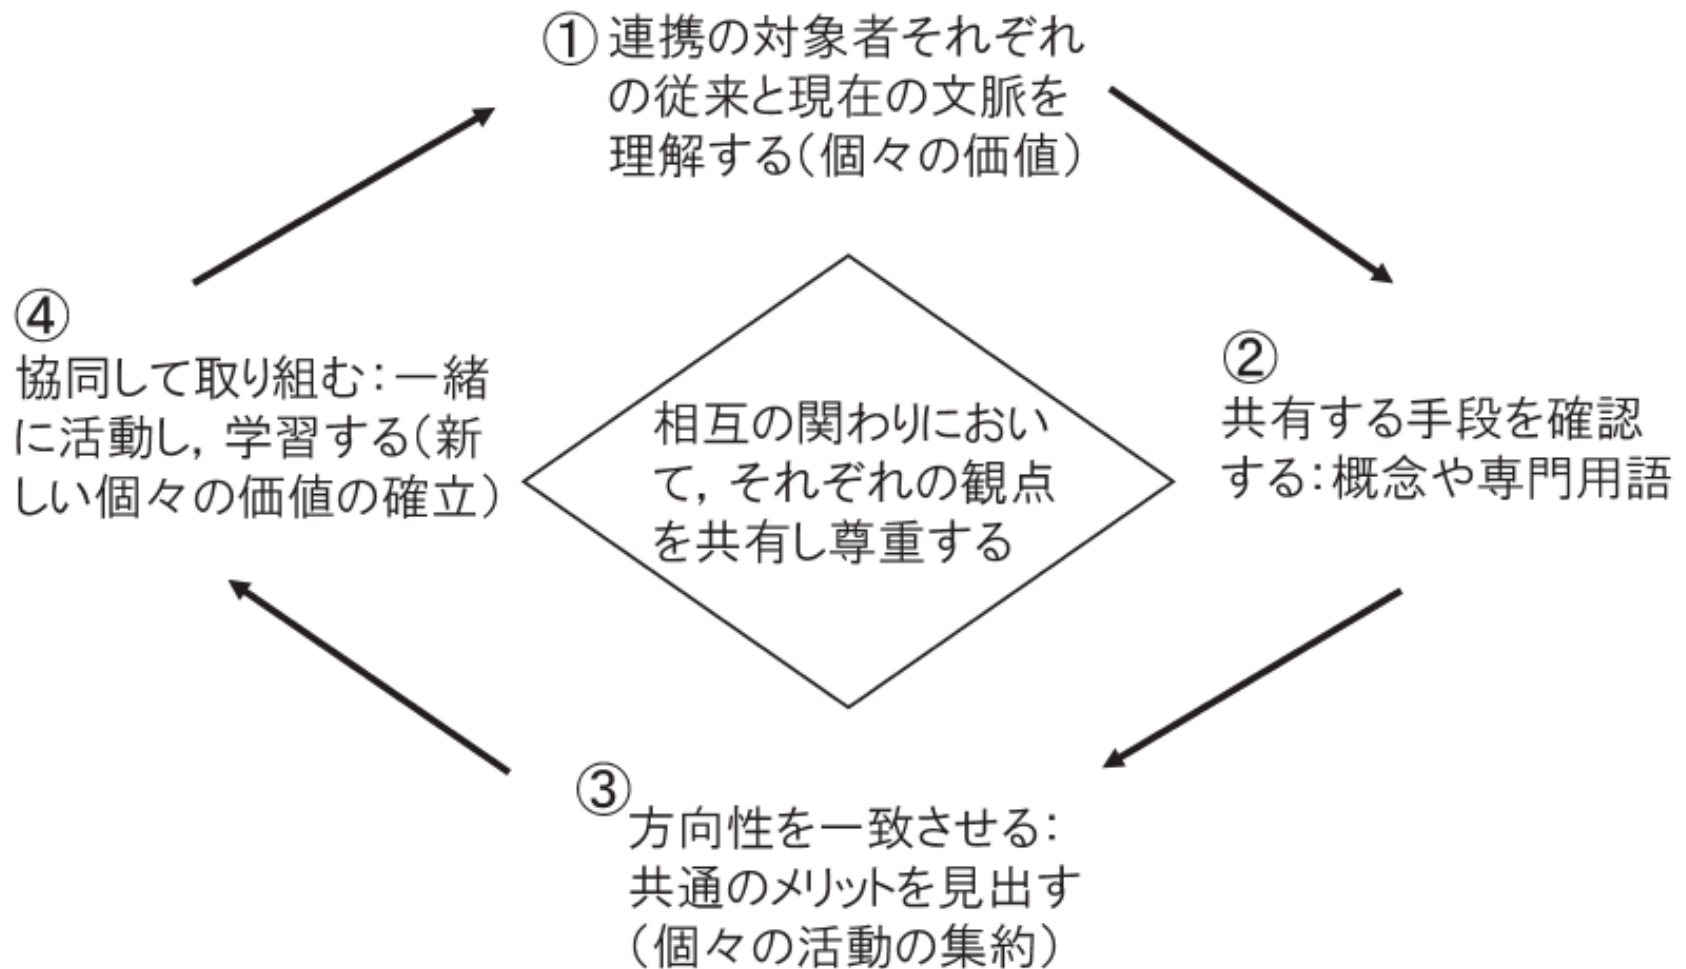 ① 連携の対象者それぞれ
の従来と現在の文脈を
理解する(個々の価値)
②
共有する手段を確認
する:概念や専門用語
③
方向性を一致させる:
共通のメリットを見出す
(個々の活動の集約)
④
協同して取り組む:一緒
に活動し,学習する(新
しい個々の価値の確立)
相互の関わりにおい
て,それぞれの観点
を共有し尊重する